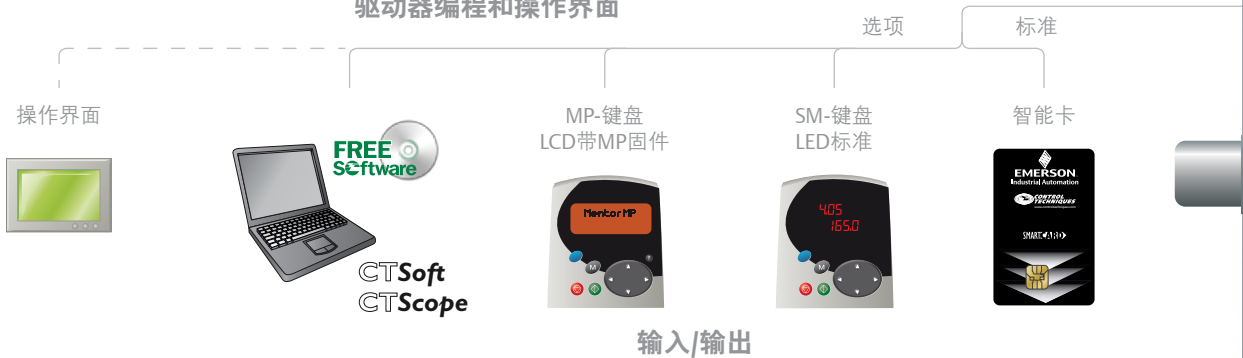 驱动器编程和操作界面
选项
标准
操作界面
MP-键盘
LCD带MP固件
SM-键盘
LED标准
智能卡
FREE
Software
CTSoft
CTScope
Mentor MP
M
4.05
165.0
M
EMERSON
Industrial Automation
CONTROL
TECHNIQUES
www.controltechniques.com
SMARTCARD
输入/输出